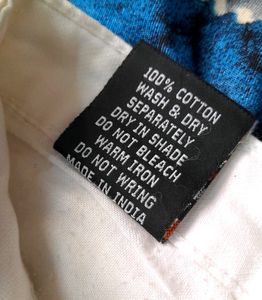 100% COTTON
WASH & DRY
SEPARATELY
DRY IN SHADE
DO NOT BLEACH
WARM IRON
DO NOT WRING
MADE IN INDIA